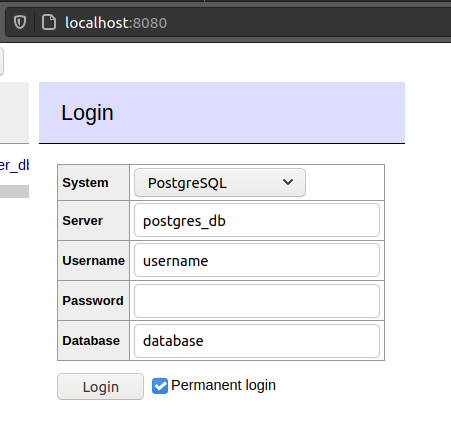 localhost:8080
Login
er_db
System PostgreSQL
Server postgres_db
Username username
Password
Database database
Login Permanent login